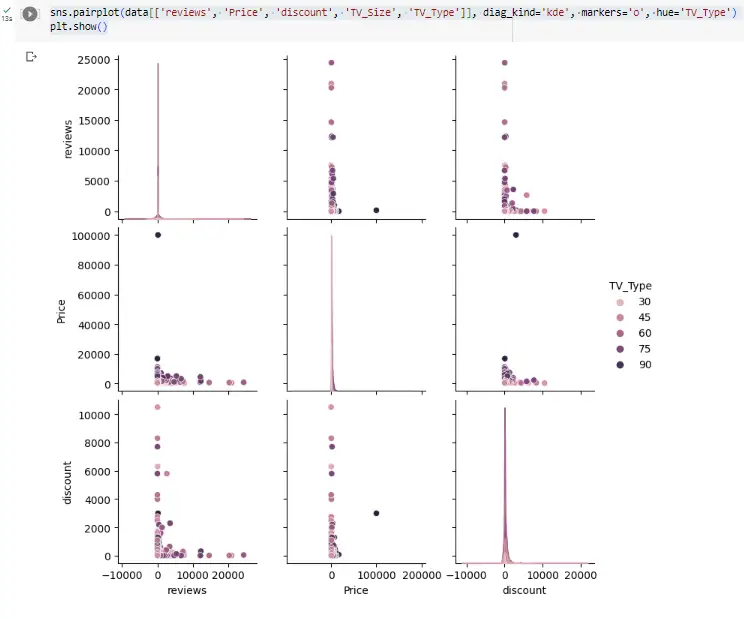 sns.pairplot(data[['reviews', 'Price', 'discount', 'TV_Size', 'TV_Type']], diag_kind='kde', markers='o', hue='TV_Type')
13s
plt.show()
25000
20000
15000
10000
5000
0
reviews
100000
80000
60000
40000
20000
0
Price
TV_Type
30
45
60
75
90
10000
8000
6000
4000
2000
0
discount
−10000 0 10000 20000
0 100000 200000
−10000 0 10000 20000
reviews Price discount